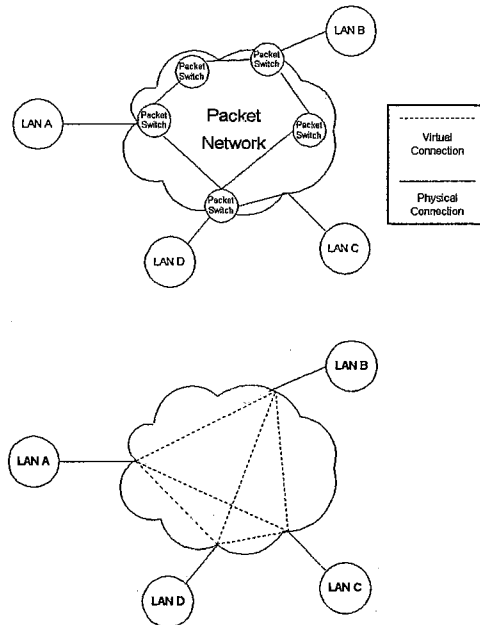 LAN B
Packet
Switch
Packet
Switch
LAN A
Packet
Switch
Packet
Network
Packet
Switch
Packet
Switch
LAN D
LAN C
Virtual
Connection
Physical
Connection
LAN B
LAN A
LAN D
LAN C